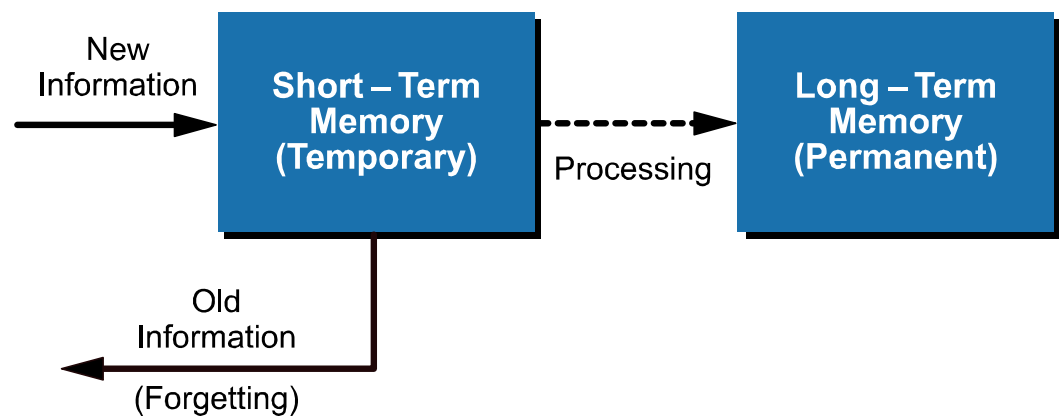 New
Information
Short – Term
Memory
(Temporary)
Processing
Long – Term
Memory
(Permanent)
Old
Information
(Forgetting)